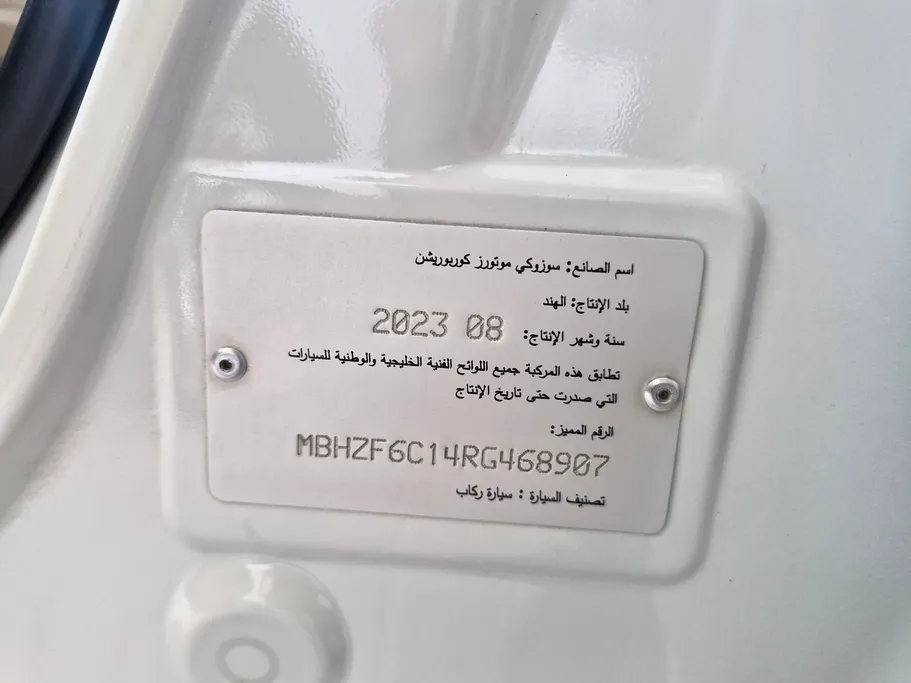 اسم الصانع: سوزوكي موتورز كوربوريشن
بلد الإنتاج: الهند
سنة وشهر الإنتاج: 2023 08
تطابق هذه المركبة جميع اللوائح الفنية الخليجية والوطنية للسيارات
التي صدرت حتى تاريخ الإنتاج
الرقم المميز:
MBHZF6C14RG468907
تصنيف السيارة : سيارة ركاب